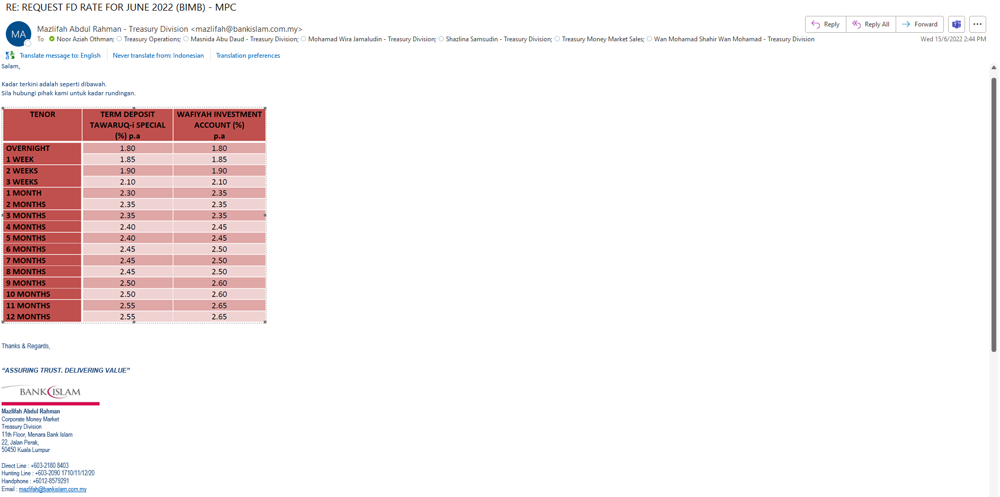 RE: REQUEST FD RATE FOR JUNE 2022 (BIMB) - MPC
MA
Mazlifah Abdul Rahman - Treasury Division <mazlifah@bankislam.com.my>
To Noor Aziah Othman; Treasury Operations; Masnida Abu Daud - Treasury Division; Mohamad Wira Jamaludin - Treasury Division; Shazlina Samsudin - Treasury Division; Treasury Money Market Sales; Wan Mohamad Shahir Wan Mohamad - Treasury Division
Reply Reply All Forward
Wed 15/6/2022 2:44 PM
Translate message to: English Never translate from: Indonesian Translation preferences
Salam,
Kadar terkini adalah seperti dibawah.
Sila hubungi pihak kami untuk kadar rundingan.
TENOR TERM DEPOSIT TAWARUQ-i SPECIAL (%) p.a WAFIYAH INVESTMENT ACCOUNT (%) p.a
OVERNIGHT 1.80 1.80
1 WEEK 1.85 1.85
2 WEEKS 1.90 1.90
3 WEEKS 2.10 2.10
1 MONTH 2.30 2.35
2 MONTHS 2.35 2.35
3 MONTHS 2.35 2.35
4 MONTHS 2.40 2.45
5 MONTHS 2.40 2.45
6 MONTHS 2.45 2.50
7 MONTHS 2.45 2.50
8 MONTHS 2.45 2.50
9 MONTHS 2.50 2.60
10 MONTHS 2.50 2.60
11 MONTHS 2.55 2.65
12 MONTHS 2.55 2.65
Thanks & Regards,
“ASSURING TRUST. DELIVERING VALUE”
BANK ISLAM
Mazlifah Abdul Rahman
Corporate Money Market
Treasury Division
11th Floor, Menara Bank Islam
22, Jalan Perak,
50450 Kuala Lumpur
Direct Line : +603-2180 8403
Hunting Line : +603-2090 1710/11/12/20
Handphone : +6012-8579291
Email : mazlifah@bankislam.com.my